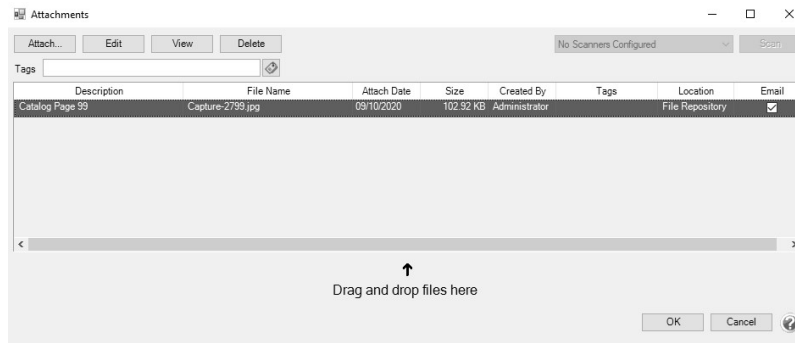 Attachments
Attach... Edit View Delete No Scanners Configured Scan
Tags
Description File Name Attach Date Size Created By Tags Location Email
Catalog Page 99 Capture-2799.jpg 09/10/2020 102.92 KB Administrator File Repository
Drag and drop files here
OK Cancel ?